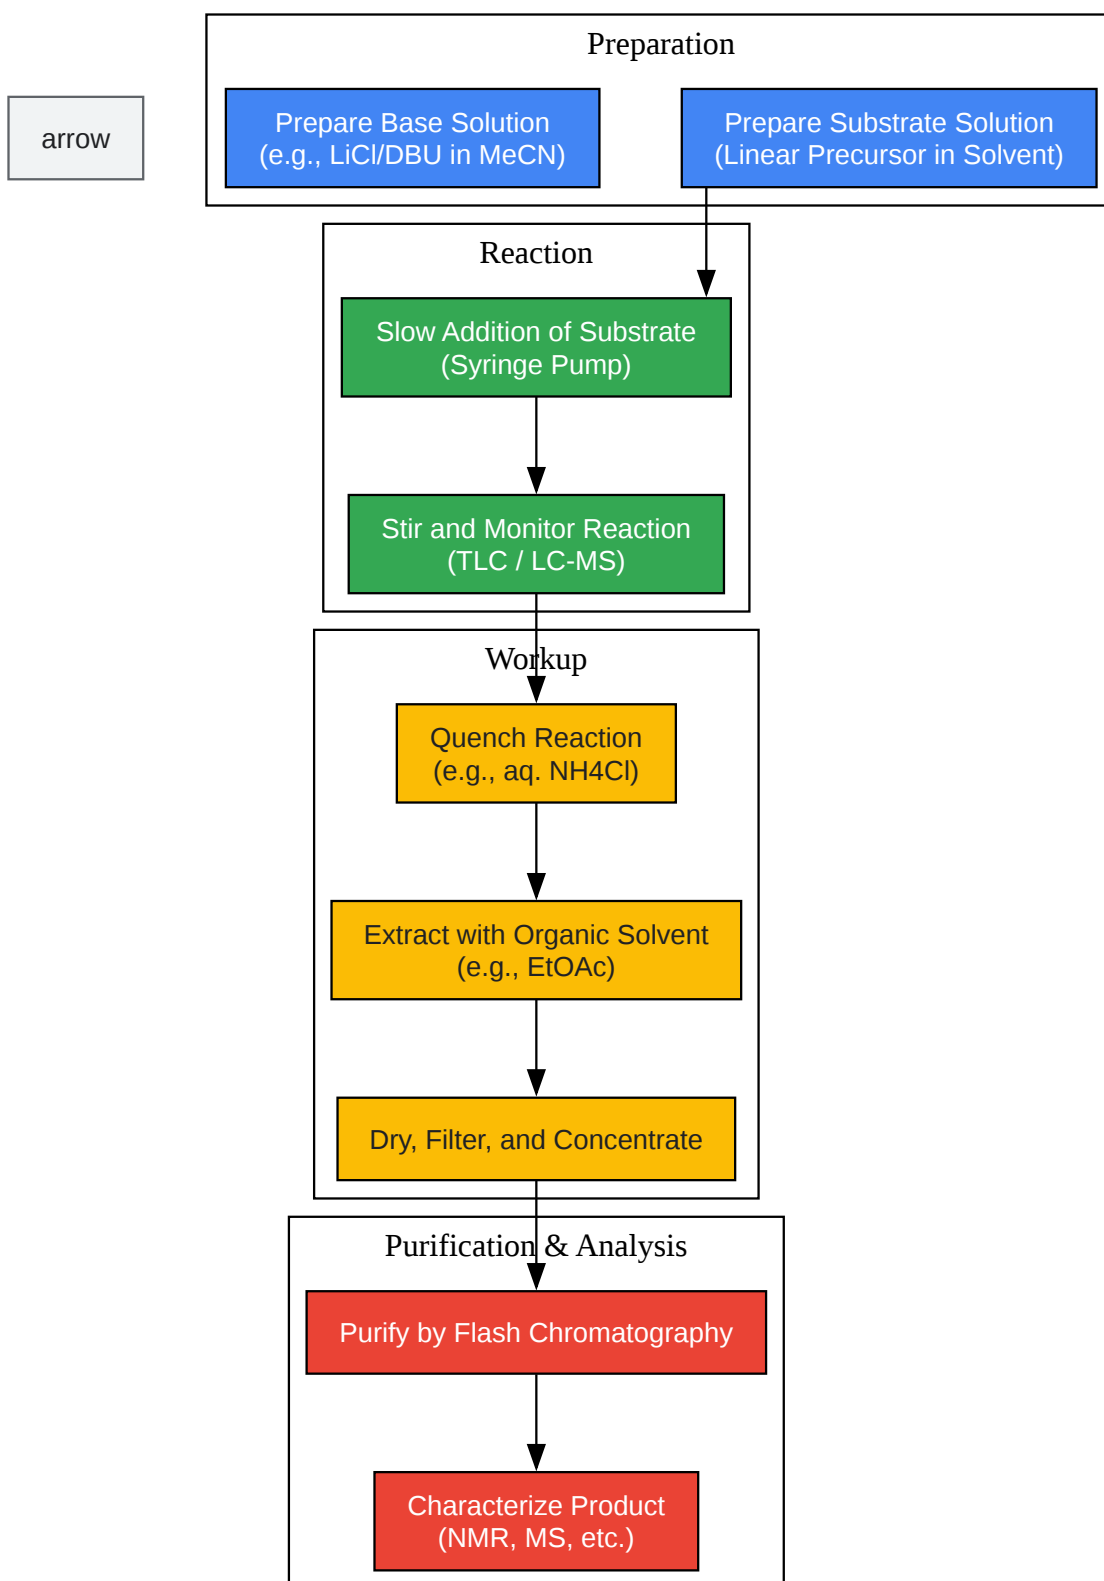 Preparation
arrow
Prepare Base Solution
(e.g., LiCl/DBU in MeCN)
Prepare Substrate Solution
(Linear Precursor in Solvent)
Reaction
Slow Addition of Substrate
(Syringe Pump)
Stir and Monitor Reaction
(TLC / LC-MS)
Workup
Quench Reaction
(e.g., aq. NH4Cl)
Extract with Organic Solvent
(e.g., EtOAc)
Dry, Filter, and Concentrate
Purification & Analysis
Purify by Flash Chromatography
Characterize Product
(NMR, MS, etc.)